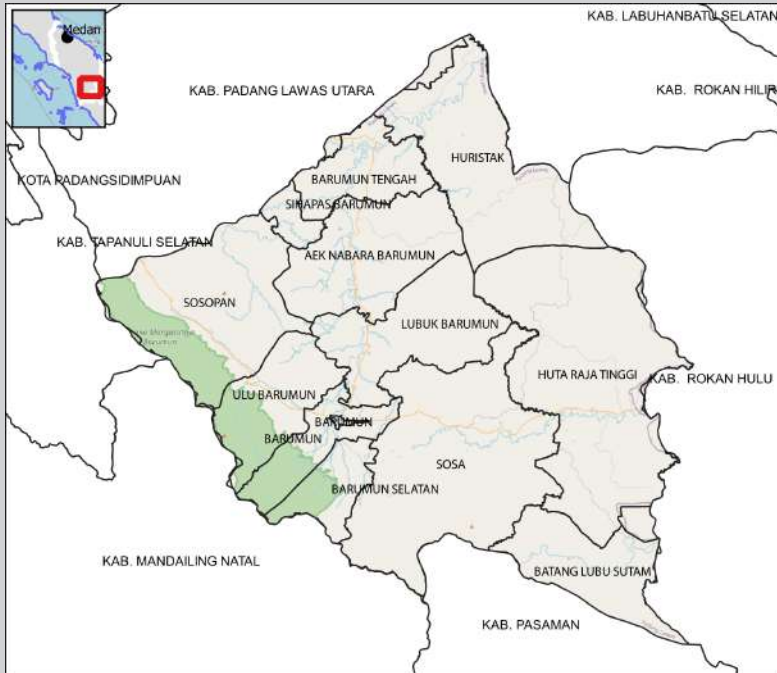 Medan
KAB. LABUHANBATU SELATAN
KAB. PADANG LAWAS UTARA
KAB. ROKAN HILIR
HURISTAK
KOTA PADANGSIDIMPUAN
BARUMUN TENGAH
SIHAPAS BARUMUN
KAB. TAPANULI SELATAN
AEK NABARA BARUMUN
SOSOPAN
LUBUK BARUMUN
HUTA RAJA TINGGI
KAB. ROKAN HULU
ULU BARUMUN
BARUMUN
BARUMUN
SOSA
BARUMUN SELATAN
KAB. MANDAILING NATAL
BATANG LUBU SUTAM
KAB. PASAMAN